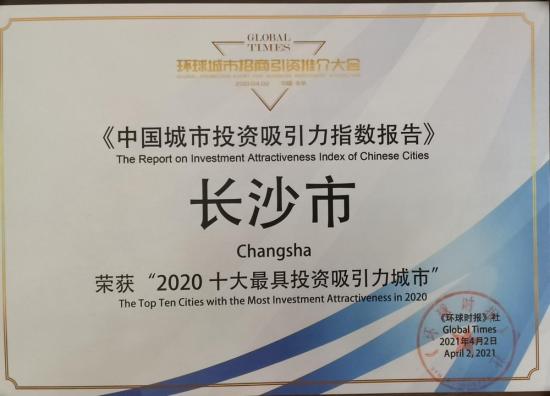 GLOBAL
TIMES
环球城市招商引资推介大会
《中国城市投资吸引力指数报告》
The Report on Investment Attractiveness Index of Chinese Cities
长沙市
Changsha
荣获“2020 十大最具投资吸引力城市”
The Top Ten Cities with the Most Investment Attractiveness in 2020
《环球时报》社
Global Times
2021年4月2日
April 2, 2021